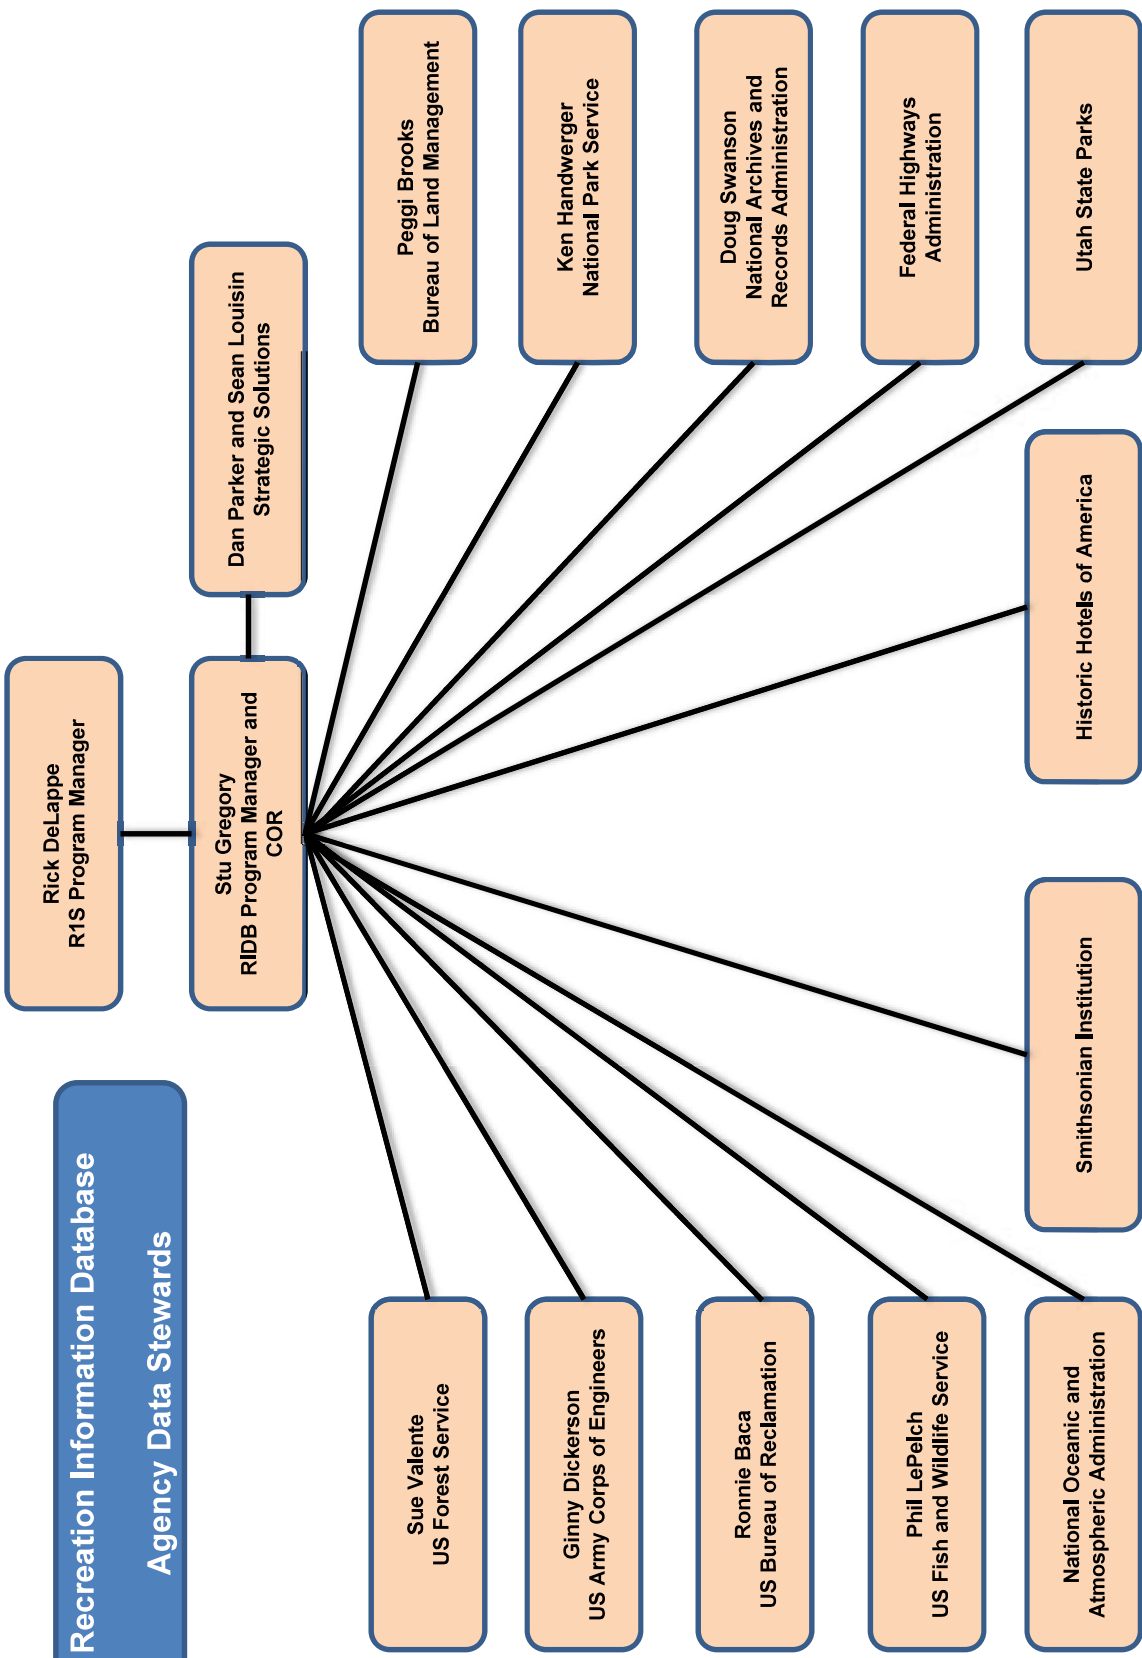 Recreation Information Database
Agency Data Stewards
Rick DeLappe
R1S Program Manager
Stu Gregory
RIDB Program Manager and
COR
Dan Parker and Sean Louisin
Strategic Solutions
Sue Valente
US Forest Service
Ginny Dickerson
US Army Corps of Engineers
Ronnie Baca
US Bureau of Reclamation
Phil LePelch
US Fish and Wildlife Service
National Oceanic and
Atmospheric Administration
Smithsonian Institution
Historic Hotels of America
Peggi Brooks
Bureau of Land Management
Ken Handwerger
National Park Service
Doug Swanson
National Archives and
Records Administration
Federal Highways
Administration
Utah State Parks